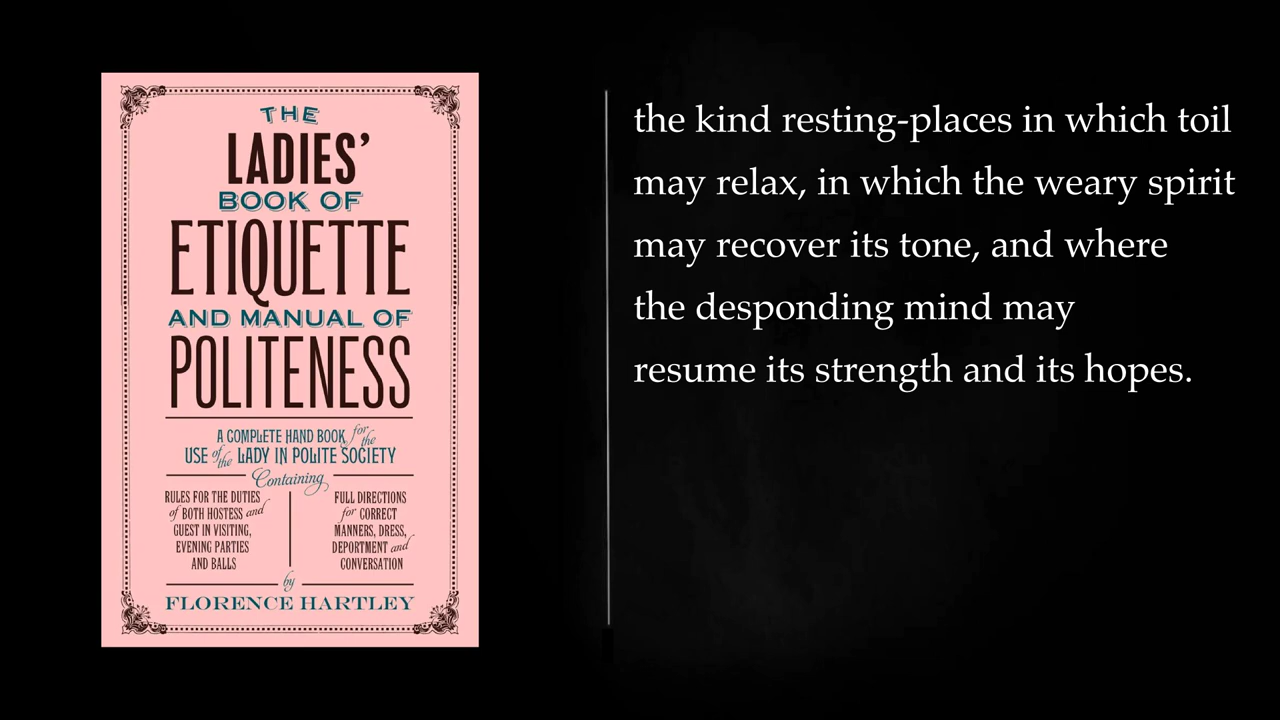 THE
LADIES'
BOOK OF
ETIQUETTE
AND MANUAL OF
POLITENESS
A COMPLETE HAND BOOK for the
USE of the LADY IN POLITE SOCIETY
Containing
RULES FOR THE DUTIES
of BOTH HOSTESS and
GUEST IN VISITING,
EVENING PARTIES
AND BALLS
FULL DIRECTIONS
for CORRECT
MANNERS, DRESS,
DEPORTMENT and
CONVERSATION
by
FLORENCE HARTLEY
the kind resting-places in which toil
may relax, in which the weary spirit
may recover its tone, and where
the desponding mind may
resume its strength and its hopes.